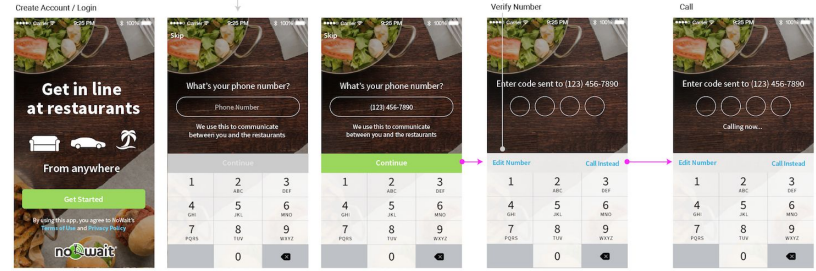 Create Account / Login
Carrier 9:25 PM 100%
Get in line
at restaurants
From anywhere
Get Started
By using this app, you agree to NoWait's
Terms of Use and Privacy Policy
nowait
Carrier 9:25 PM 100%
Skip
What's your phone number?
Phone Number
We use this to communicate
between you and the restaurants
Continue
1 2 3
ABC DEF
4 5 6
GHI JKL MNO
7 8 9
PQRS TUV WXYZ
0
Carrier 9:25 PM 100%
Skip
What's your phone number?
(123) 456-7890
We use this to communicate
between you and the restaurants
Continue
1 2 3
ABC DEF
4 5 6
GHI JKL MNO
7 8 9
PQRS TUV WXYZ
0
Verify Number
Carrier 9:25 PM 100%
Enter code sent to (123) 456-7890
Edit Number Call Instead
1 2 3
ABC DEF
4 5 6
GHI JKL MNO
7 8 9
PQRS TUV WXYZ
0
Call
Carrier 9:25 PM 100%
Enter code sent to (123) 456-7890
Calling now...
Edit Number Call Instead
1 2 3
ABC DEF
4 5 6
GHI JKL MNO
7 8 9
PQRS TUV WXYZ
0